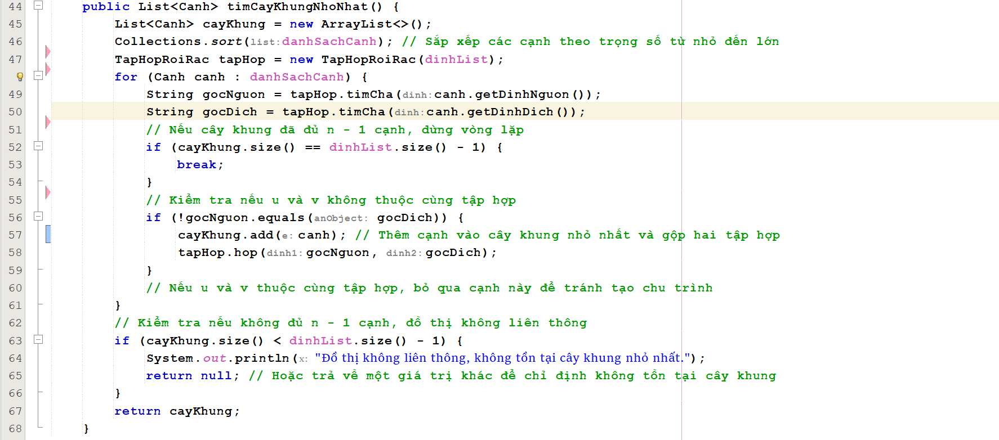 44 public List<Canh> timCayKhungNhoNhat() {
45 List<Canh> cayKhung = new ArrayList<>();
46 Collections.sort(list:danhSachCanh); // Sắp xếp các cạnh theo trọng số từ nhỏ đến lớn
47 TapHopRoiRac tapHop = new TapHopRoiRac(dinhList);
for (Canh canh : danhSachCanh) {
49 String gocNguon = tapHop.timCha(dinh:canh.getDinhNguon());
50 String gocDich = tapHop.timCha(dinh:canh.getDinhDich());
51 // Nếu cây khung đã đủ n - 1 cạnh, dừng vòng lặp
52 if (cayKhung.size() == dinhList.size() - 1) {
53 break;
54 }
55 // Kiểm tra nếu u và v không thuộc cùng tập hợp
56 if (!gocNguon.equals(anObject: gocDich)) {
57 cayKhung.add(e:canh); // Thêm cạnh vào cây khung nhỏ nhất và gộp hai tập hợp
58 tapHop.hop(dinh1:gocNguon, dinh2:gocDich);
59 }
60 // Nếu u và v thuộc cùng tập hợp, bỏ qua cạnh này để tránh tạo chu trình
61 }
62 // Kiểm tra nếu không đủ n - 1 cạnh, đồ thị không liên thông
63 if (cayKhung.size() < dinhList.size() - 1) {
64 System.out.println(x: "Đồ thị không liên thông, không tồn tại cây khung nhỏ nhất.");
65 return null; // Hoặc trả về một giá trị khác để chỉ định không tồn tại cây khung
66 }
67 return cayKhung;
68 }